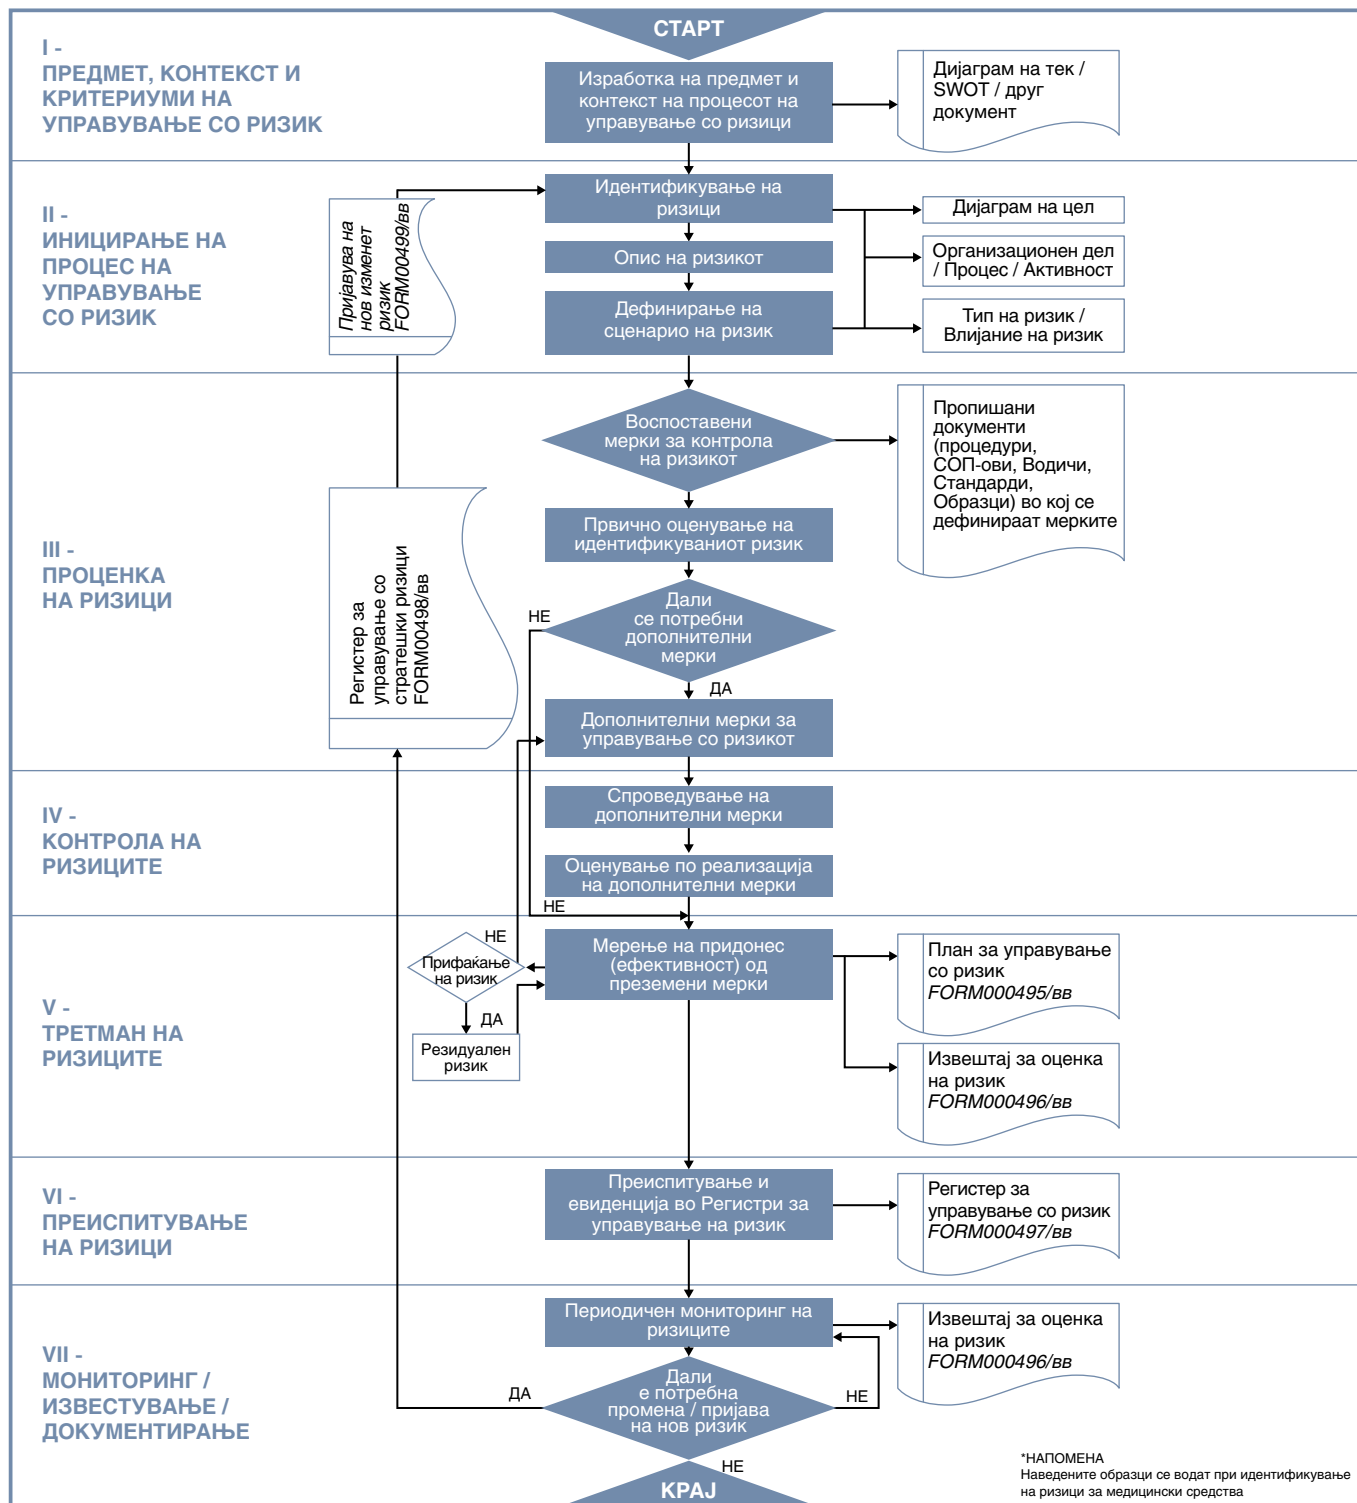 СТАРТ
I -
ПРЕДМЕТ, КОНТЕКСТ И
КРИТЕРИУМИ НА
УПРАВУВАЊЕ СО РИЗИК
Изработка на предмет и
контекст на процесот на
управување со ризици
Дијаграм на тек /
SWOT / друг
документ
II -
ИНИЦИРАЊЕ НА
ПРОЦЕС НА
УПРАВУВАЊЕ
СО РИЗИК
Пријавува на
нов изменет
ризик
FORM00499/вв
Идентификување на
ризици
Опис на ризикот
Дефинирање на
сценарио на ризик
Дијаграм на цел
Организационен дел
/ Процес / Активност
Тип на ризик /
Влијание на ризик
III -
ПРОЦЕНКА
НА РИЗИЦИ
Регистер за
управување со
стратешки ризици
FORM00498/вв
Воспоставени
мерки за контрола
на ризикот
Пропишани
документи
(процедури,
СОП-ови, Водичи,
Стандарди,
Образци) во кој се
дефинираат мерките
Првично оценување на
идентификуваниот ризик
НЕ
Дали
се потребни
дополнителни
мерки
ДА
Дополнителни мерки за
управување со ризикот
IV -
КОНТРОЛА НА
РИЗИЦИТЕ
Спроведување на
дополнителни мерки
Оценување по реализација
на дополнителни мерки
НЕ
V -
ТРЕТМАН НА
РИЗИЦИТЕ
НЕ
Прифаќање
на ризик
ДА
Резидуален
ризик
Мерење на придонес
(ефективност) од
преземени мерки
План за управување
со ризик
FORM000495/вв
Извештај за оценка
на ризик
FORM000496/вв
VI -
ПРЕИСПИТУВАЊЕ
НА РИЗИЦИ
Преиспитување и
евиденција во Регистри за
управување на ризик
Регистер за
управување со ризик
FORM000497/вв
VII -
МОНИТОРИНГ /
ИЗВЕСТУВАЊЕ /
ДОКУМЕНТИРАЊЕ
Периодичен мониторинг на
ризиците
Извештај за оценка
на ризик
FORM000496/вв
ДА
Дали
е потребна
промена / пријава
на нов ризик
НЕ
НЕ
КРАЈ
*НАПОМЕНА
Наведените образци се водат при идентификување
на ризици за медицински средства